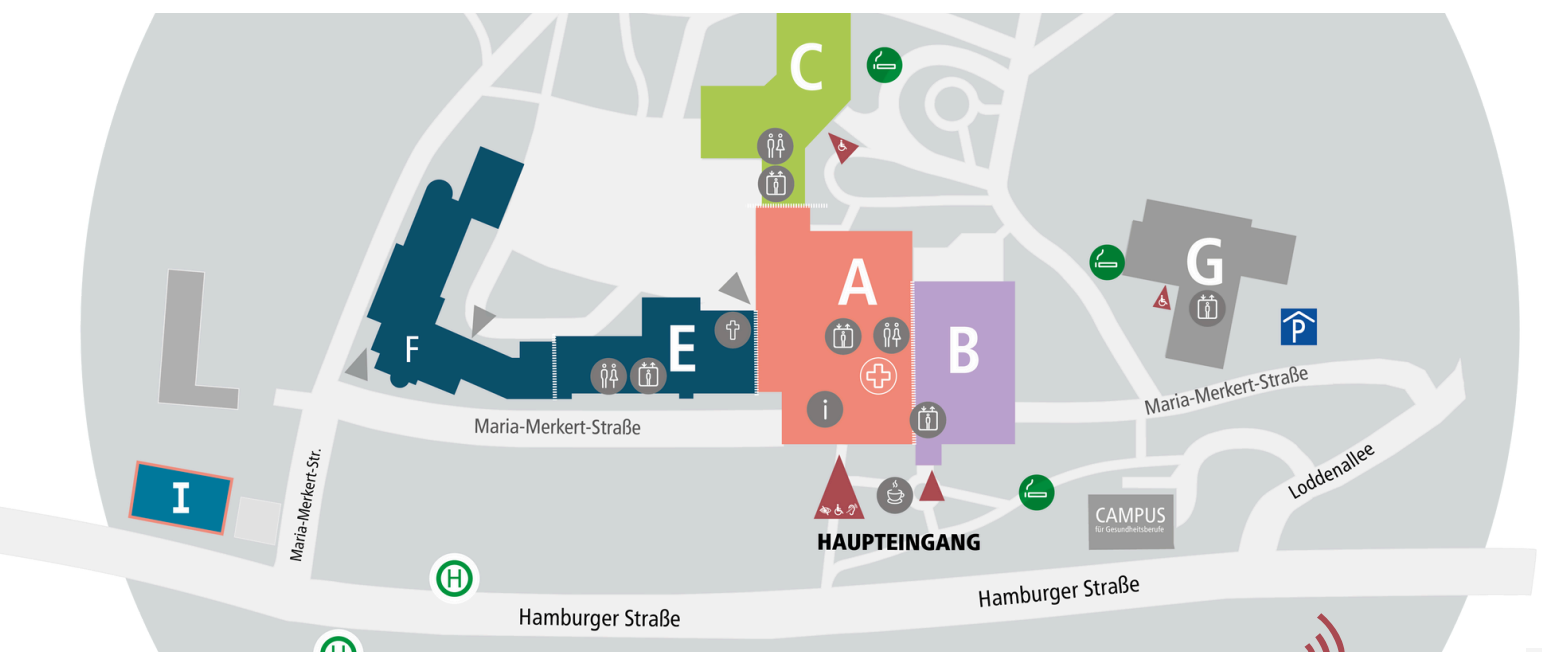 C
A
G
P
B
E
F
i
Maria-Merkert-Straße
Maria-Merkert-Straße
Loddenallee
Maria-Merkert-Str.
I
CAMPUS
für Gesundheitsberufe
HAUPTEINGANG
H
Hamburger Straße
Hamburger Straße
H